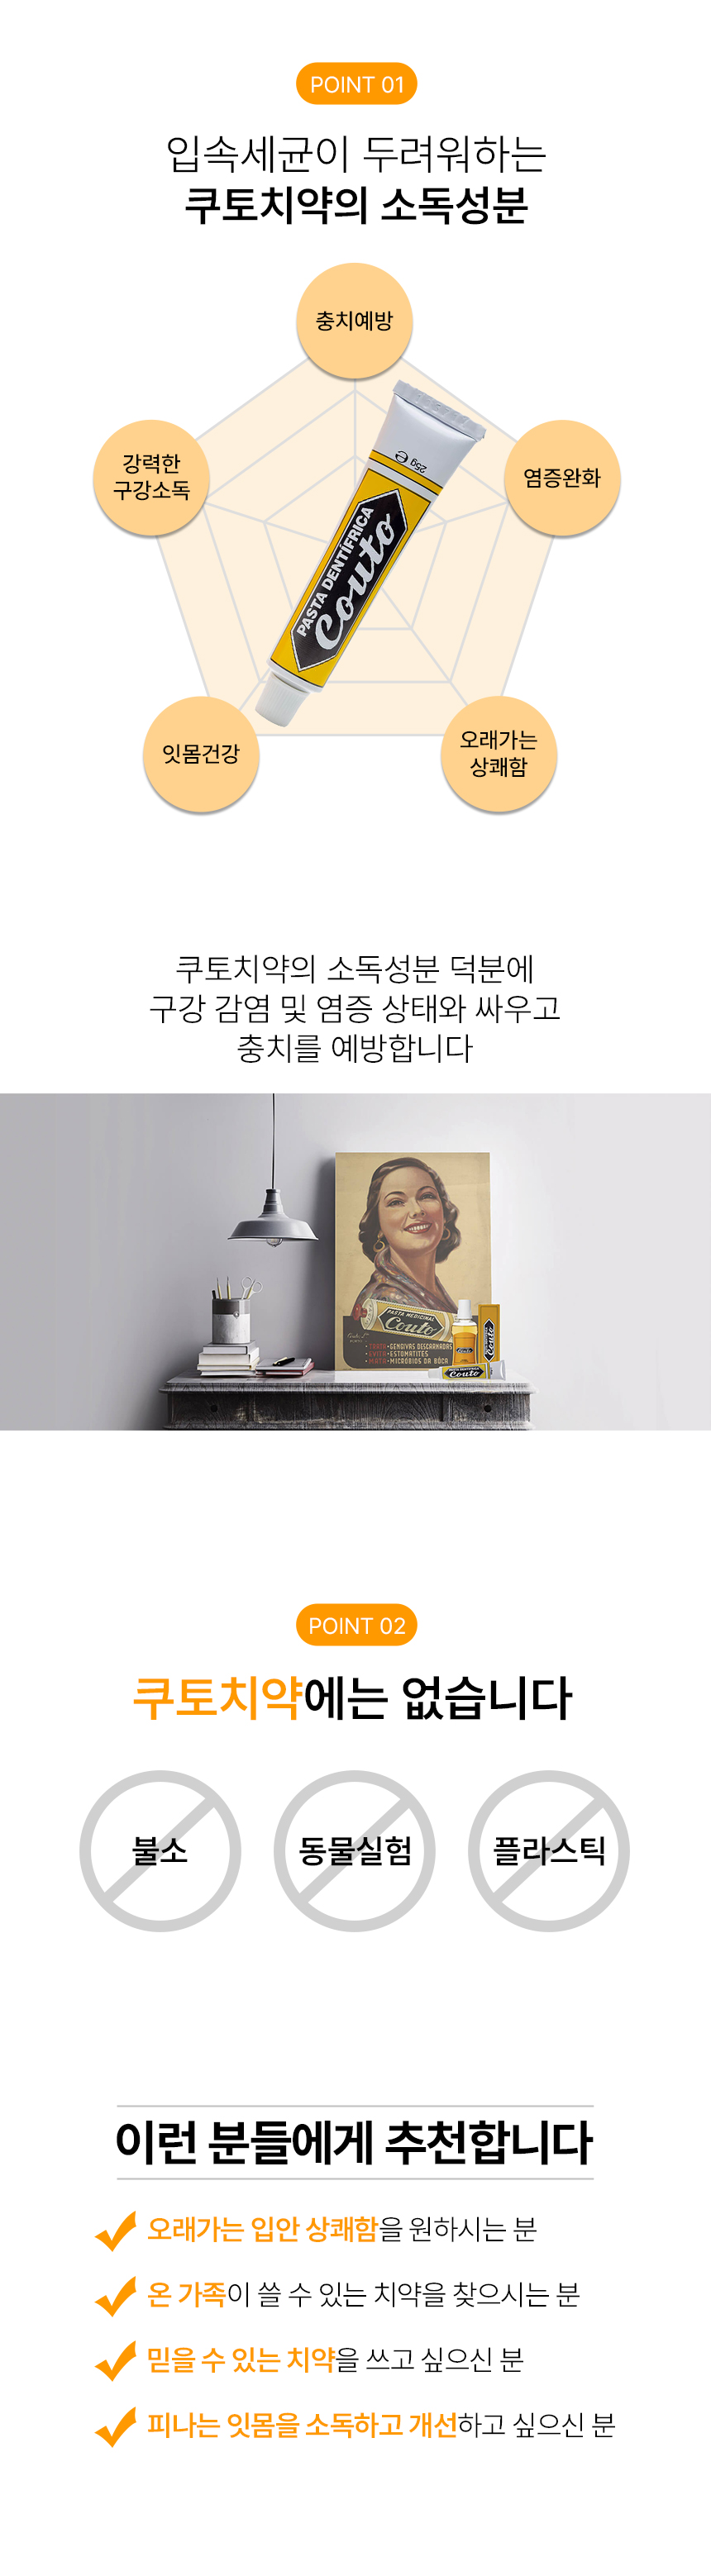 POINT 01
입속세균이 두려워하는
쿠토치약의 소독성분
충치예방
강력한
구강소독
염증완화
25g e
PASTA DENTÍFRICA
Couto
잇몸건강
오래가는
상쾌함
쿠토치약의 소독성분 덕분에
구강 감염 및 염증 상태와 싸우고
충치를 예방합니다
PASTA MEDICINAL
Couto
TRATA-GENGIVAS DESCARNADAS
EVITA-ESTOMATITES
MATA-MICRÓBIOS DA BÔCA
Couto
Couto
Couto
POINT 02
쿠토치약에는 없습니다
불소
동물실험
플라스틱
이런 분들에게 추천합니다
오래가는 입안 상쾌함을 원하시는 분
온 가족이 쓸 수 있는 치약을 찾으시는 분
믿을 수 있는 치약을 쓰고 싶으신 분
피나는 잇몸을 소독하고 개선하고 싶으신 분